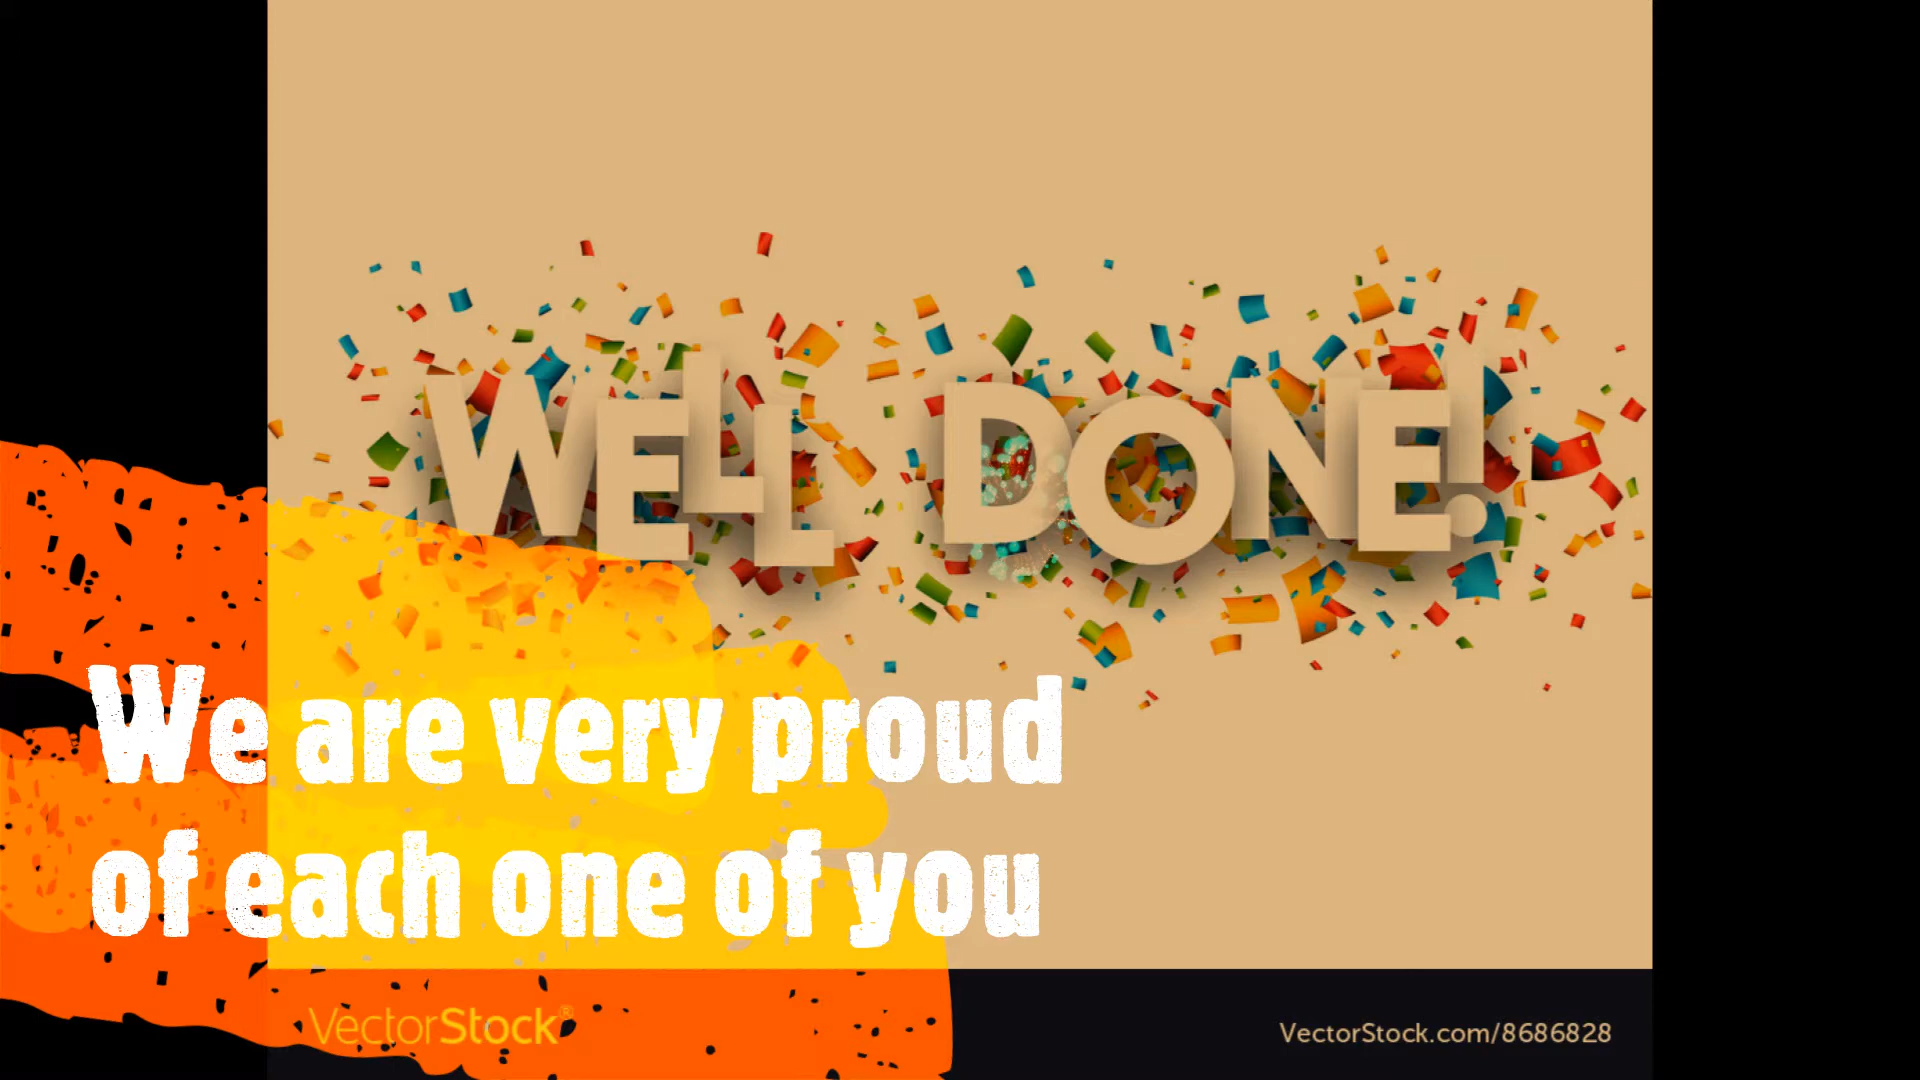 WELL DONE!
We are very proud
of each one of you
VectorStock®
VectorStock.com/8686828